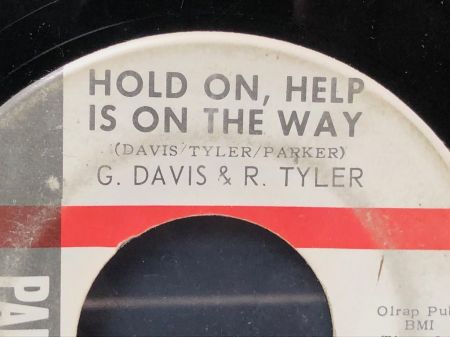 HOLD ON, HELP
IS ON THE WAY
(DAVIS/TYLER/PARKER)
G. DAVIS & R. TYLER
PA
Olrap Pu
BMI